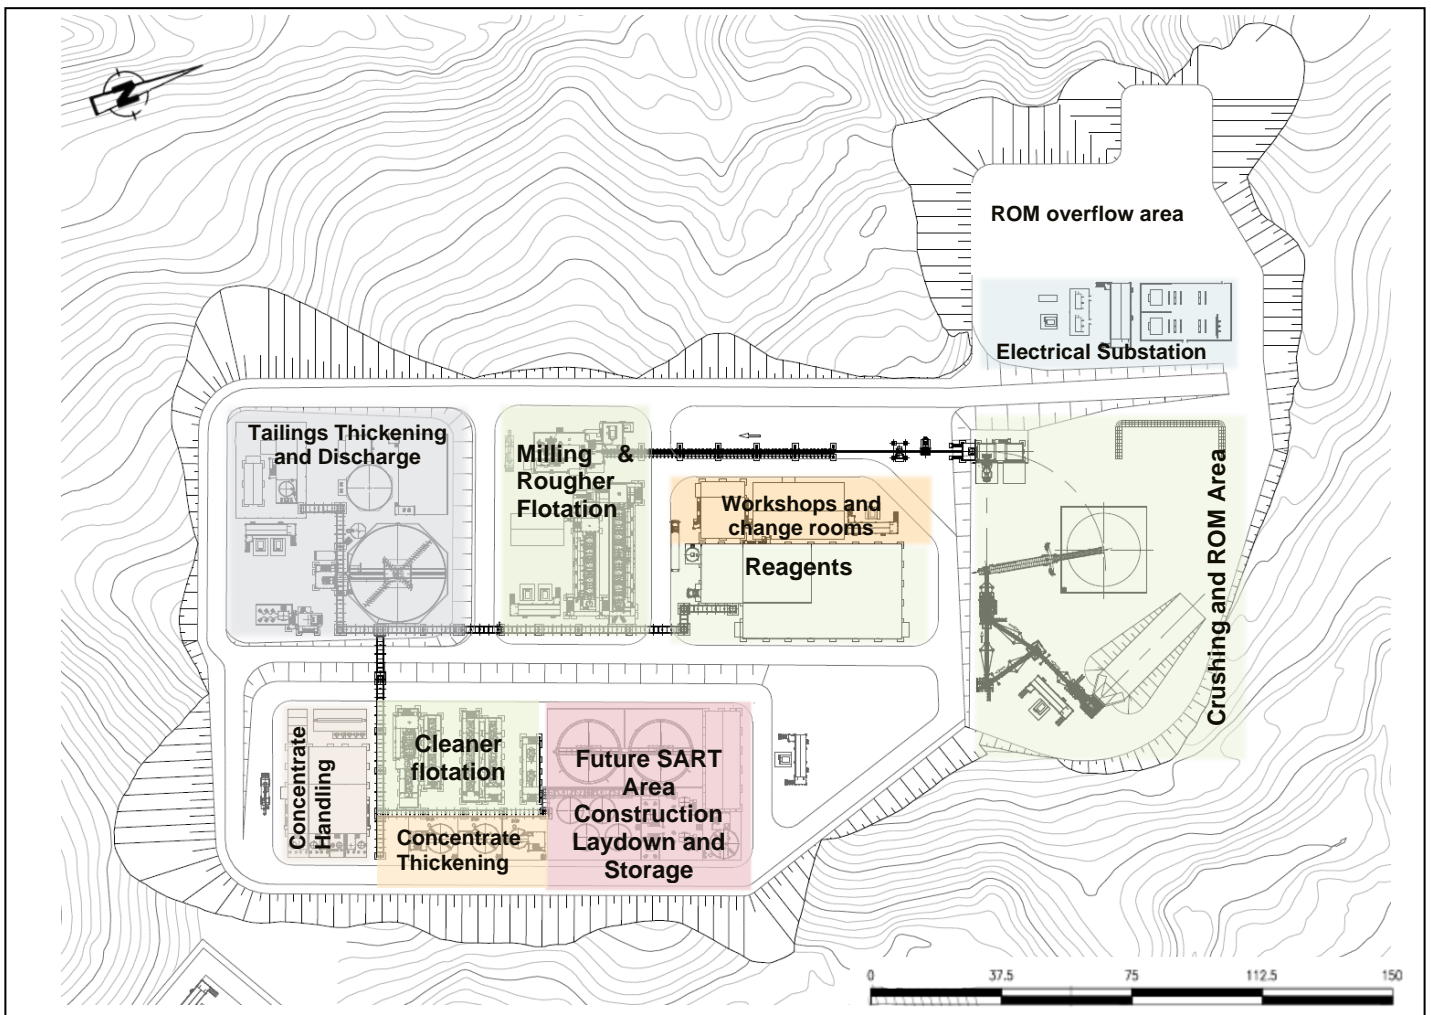 N
ROM overflow area
Electrical Substation
Tailings Thickening
and Discharge
Milling &
Rougher
Flotation
Workshops and
change rooms
Reagents
Crushing and ROM Area
Concentrate
Handling
Cleaner
flotation
Concentrate
Thickening
Future SART
Area
Construction
Laydown and
Storage
0 37.5 75 112.5 150